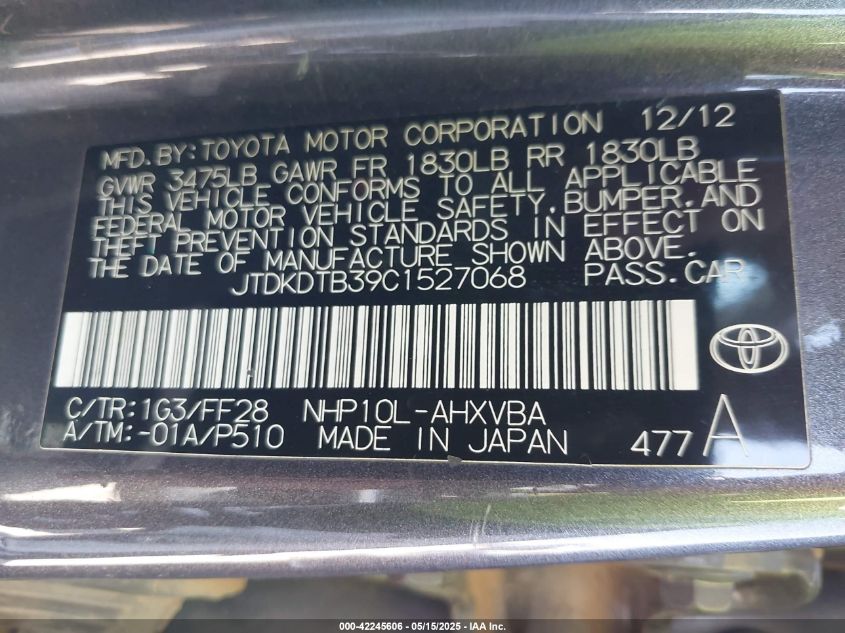 MFD. BY: TOYOTA MOTOR CORPORATION 12/12
GVWR 3475LB GAWR FR 1830LB RR 1830LB
THIS VEHICLE CONFORMS TO ALL APPLICABLE
FEDERAL MOTOR VEHICLE SAFETY, BUMPER, AND
THEFT PREVENTION STANDARDS IN EFFECT ON
THE DATE OF MANUFACTURE SHOWN ABOVE.
JTDKDTB39C1527068 PASS. CAR
C/TR: 1G3/FF28 NHP10L-AHXVBA
A/TM: -01A/P510 MADE IN JAPAN 477 A
000-42245606 - 05/15/2025 - IAA Inc.